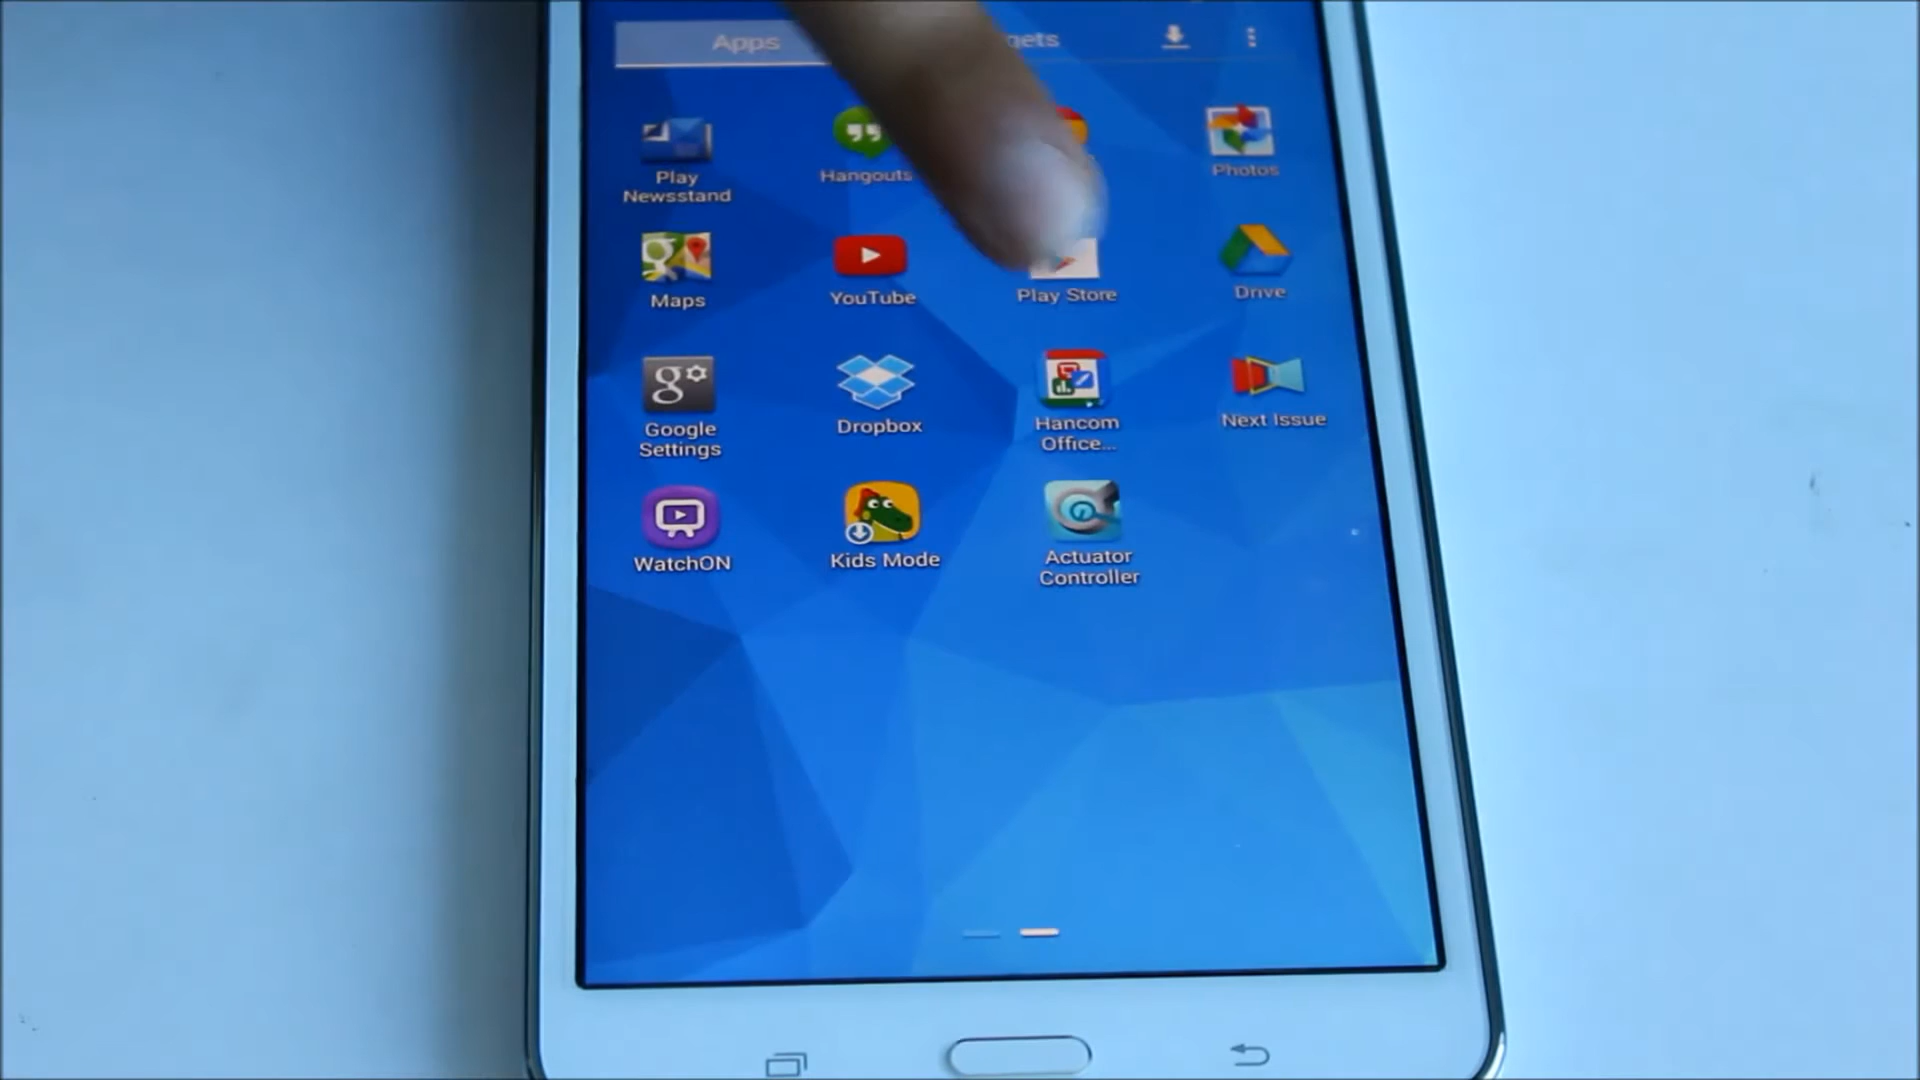 Apps
gets
Play
Newsstand
Hangouts
Photos
Maps
YouTube
Play Store
Drive
Google
Settings
Dropbox
Hancom
Office...
Next Issue
WatchON
Kids Mode
Actuator
Controller